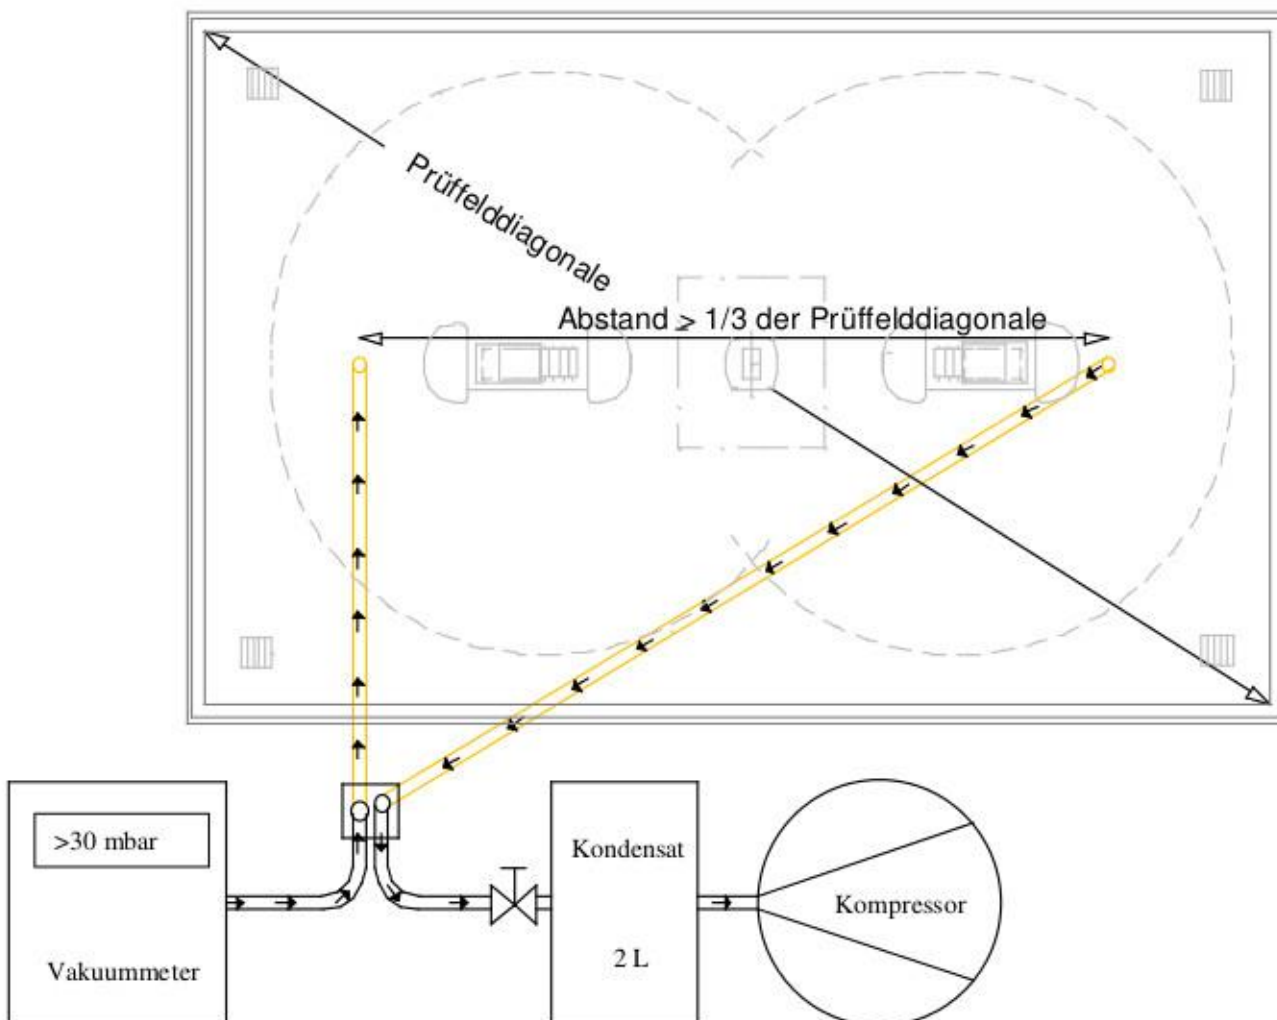 Prüffelddiagonale
Abstand ≥ 1/3 der Prüffelddiagonale
>30 mbar
Vakuummeter
Kondensat
2 L
Kompressor